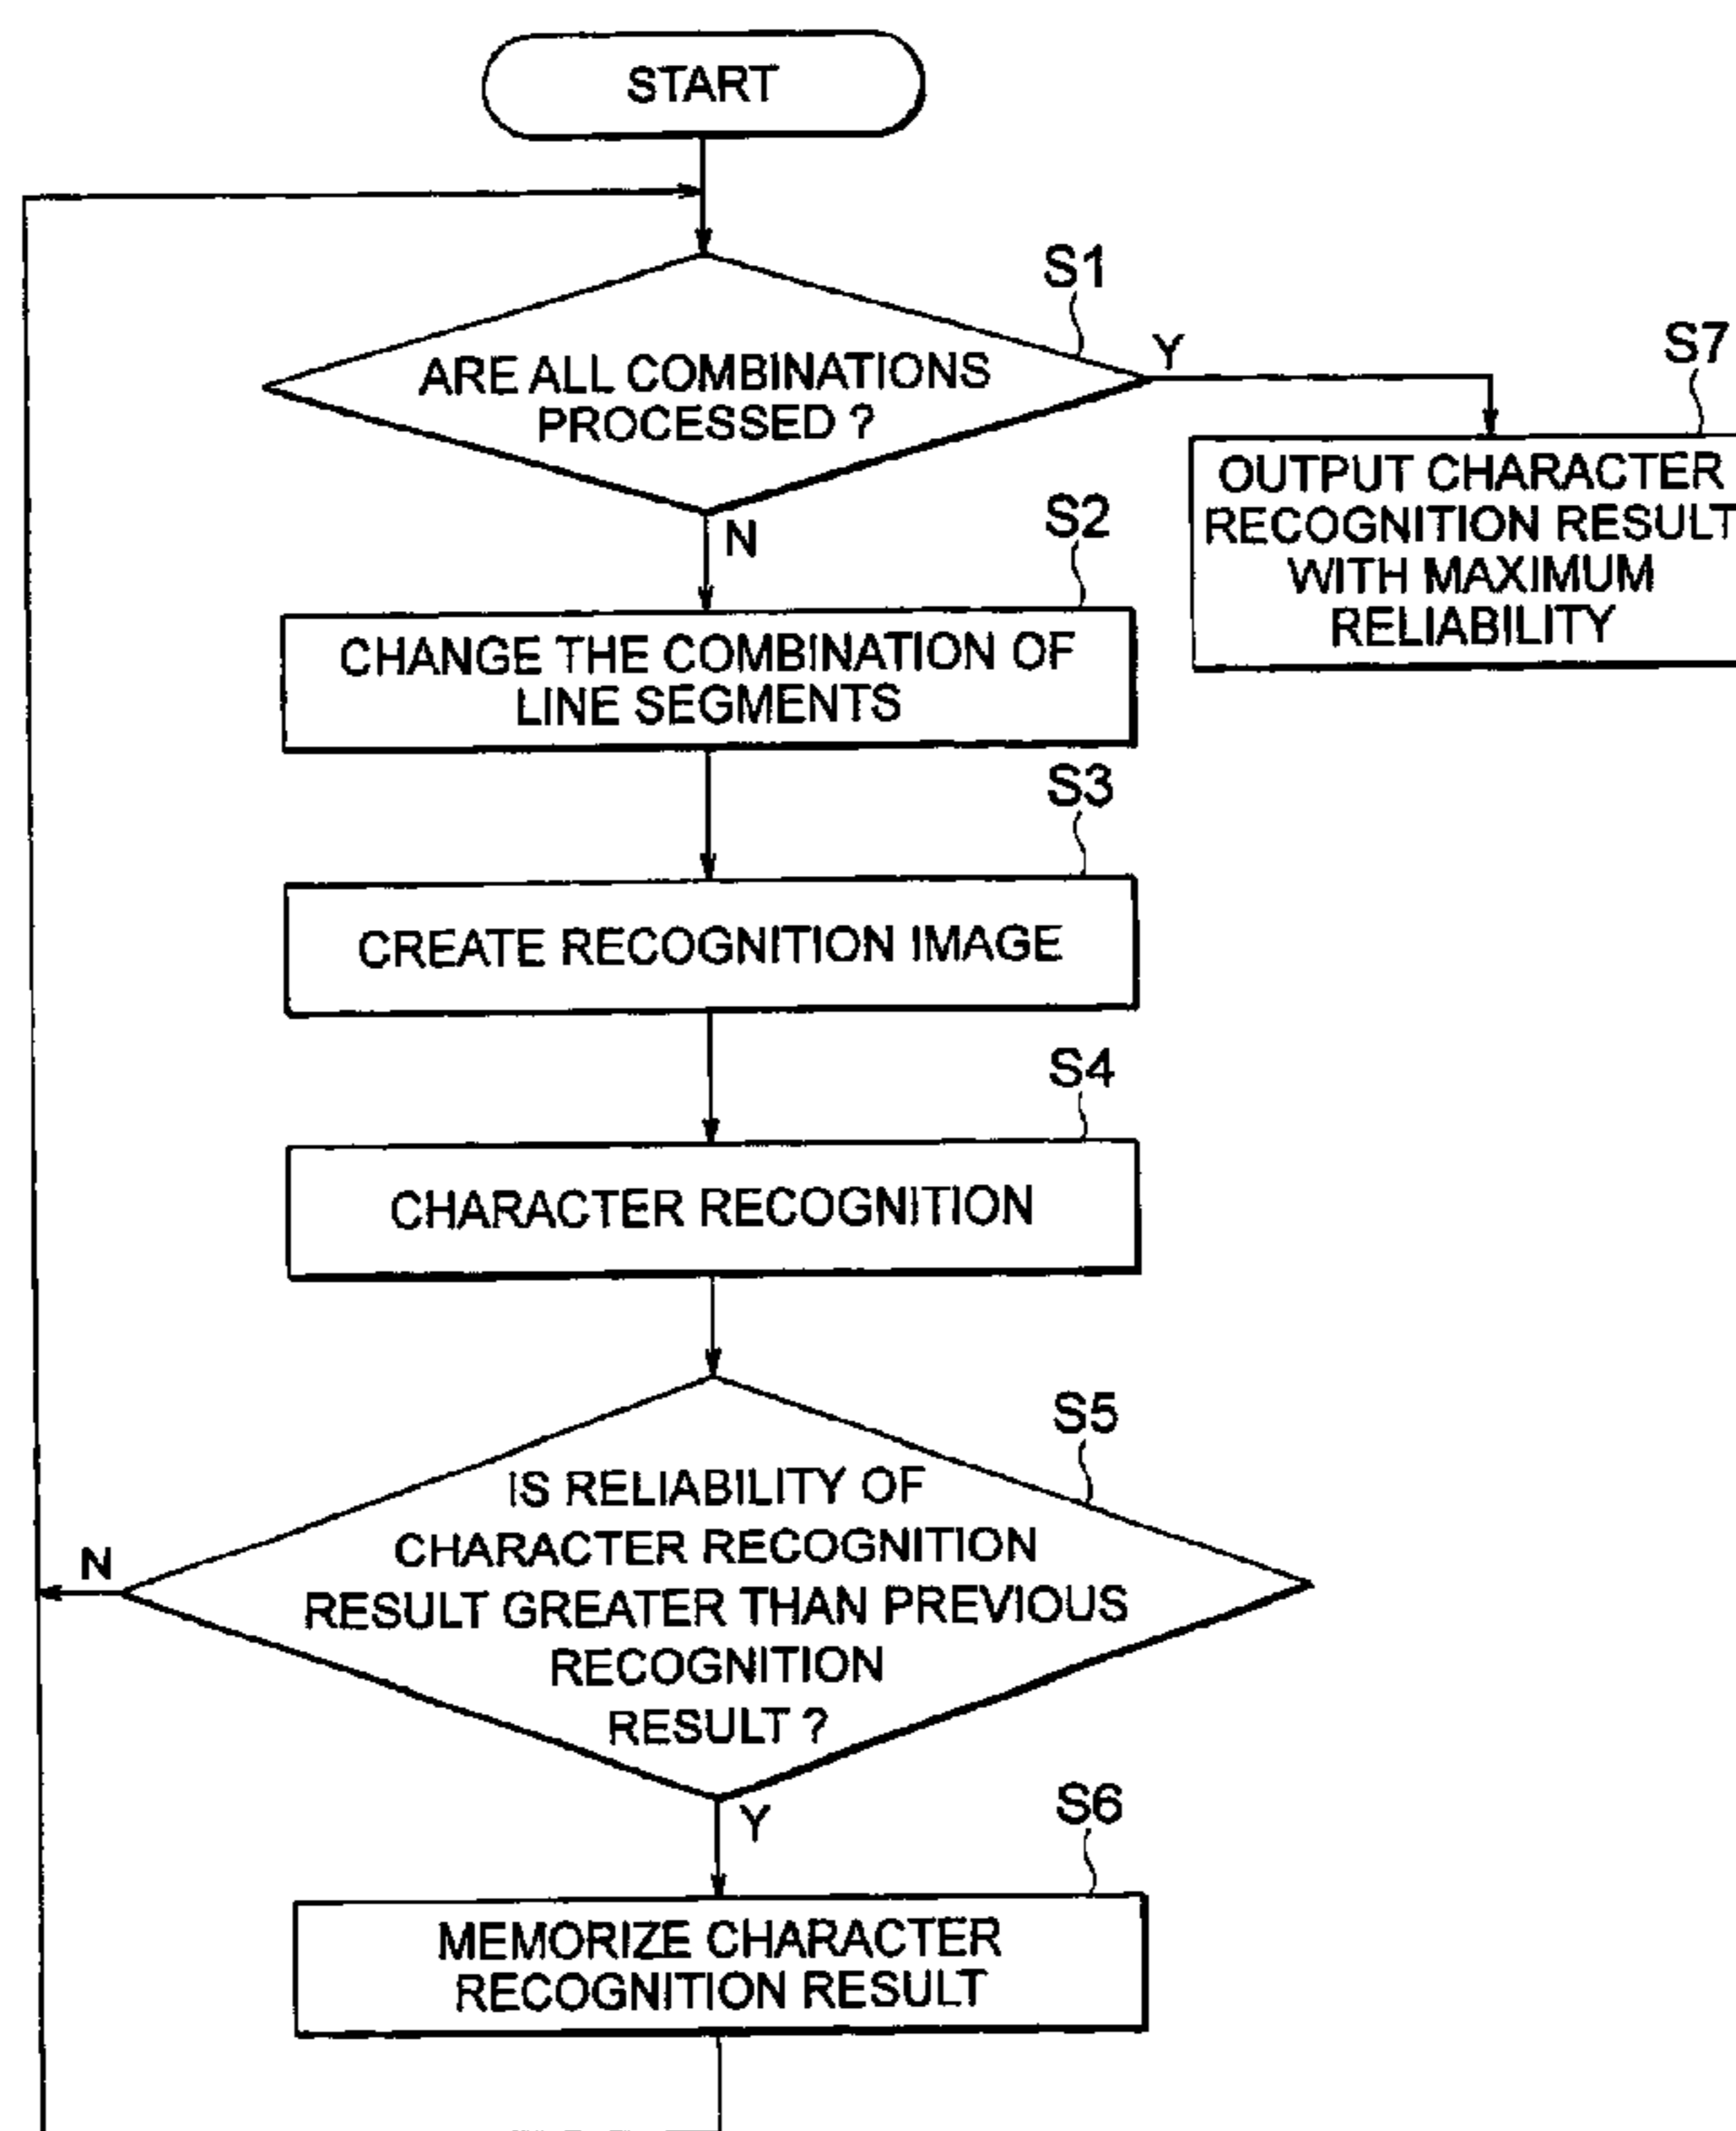 START
S1
ARE ALL COMBINATIONS
PROCESSED ?
Y
N
S7
OUTPUT CHARACTER
RECOGNITION RESULT
WITH MAXIMUM
RELIABILITY
S2
CHANGE THE COMBINATION OF
LINE SEGMENTS
S3
CREATE RECOGNITION IMAGE
S4
CHARACTER RECOGNITION
S5
IS RELIABILITY OF
CHARACTER RECOGNITION
RESULT GREATER THAN PREVIOUS
RECOGNITION
RESULT ?
N
Y
S6
MEMORIZE CHARACTER
RECOGNITION RESULT